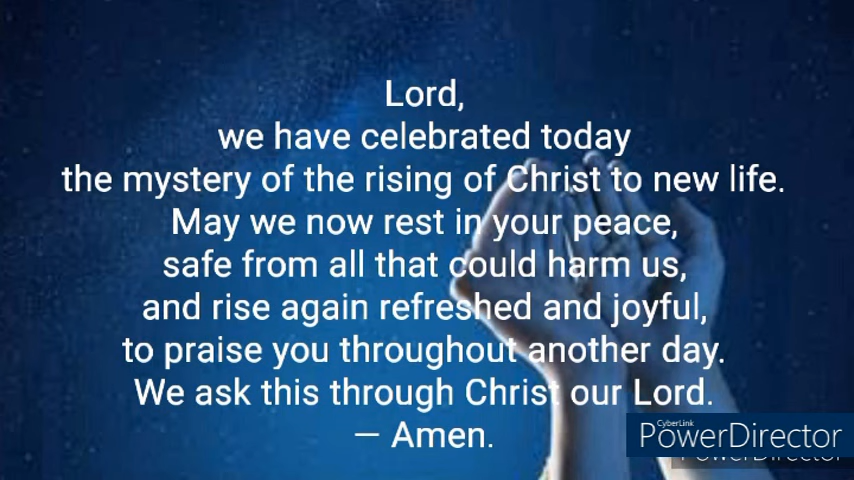 Lord,
we have celebrated today
the mystery of the rising of Christ to new life.
May we now rest in your peace,
safe from all that could harm us,
and rise again refreshed and joyful,
to praise you throughout another day.
We ask this through Christ our Lord.
— Amen.
CyberLink
PowerDirector
PowerDirector